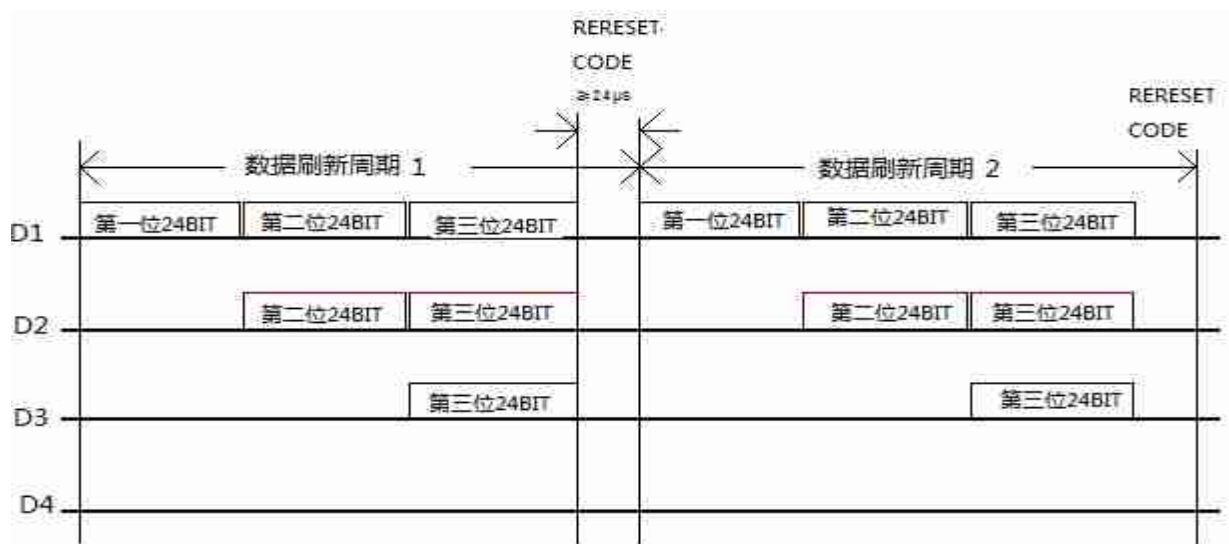 RERESET
CODE
≥24μs
RERESET
CODE
数据刷新周期 1
数据刷新周期 2
D1 第一位24BIT 第二位24BIT 第三位24BIT 第一位24BIT 第二位24BIT 第三位24BIT
D2 第二位24BIT 第三位24BIT 第二位24BIT 第三位24BIT
D3 第三位24BIT 第三位24BIT
D4